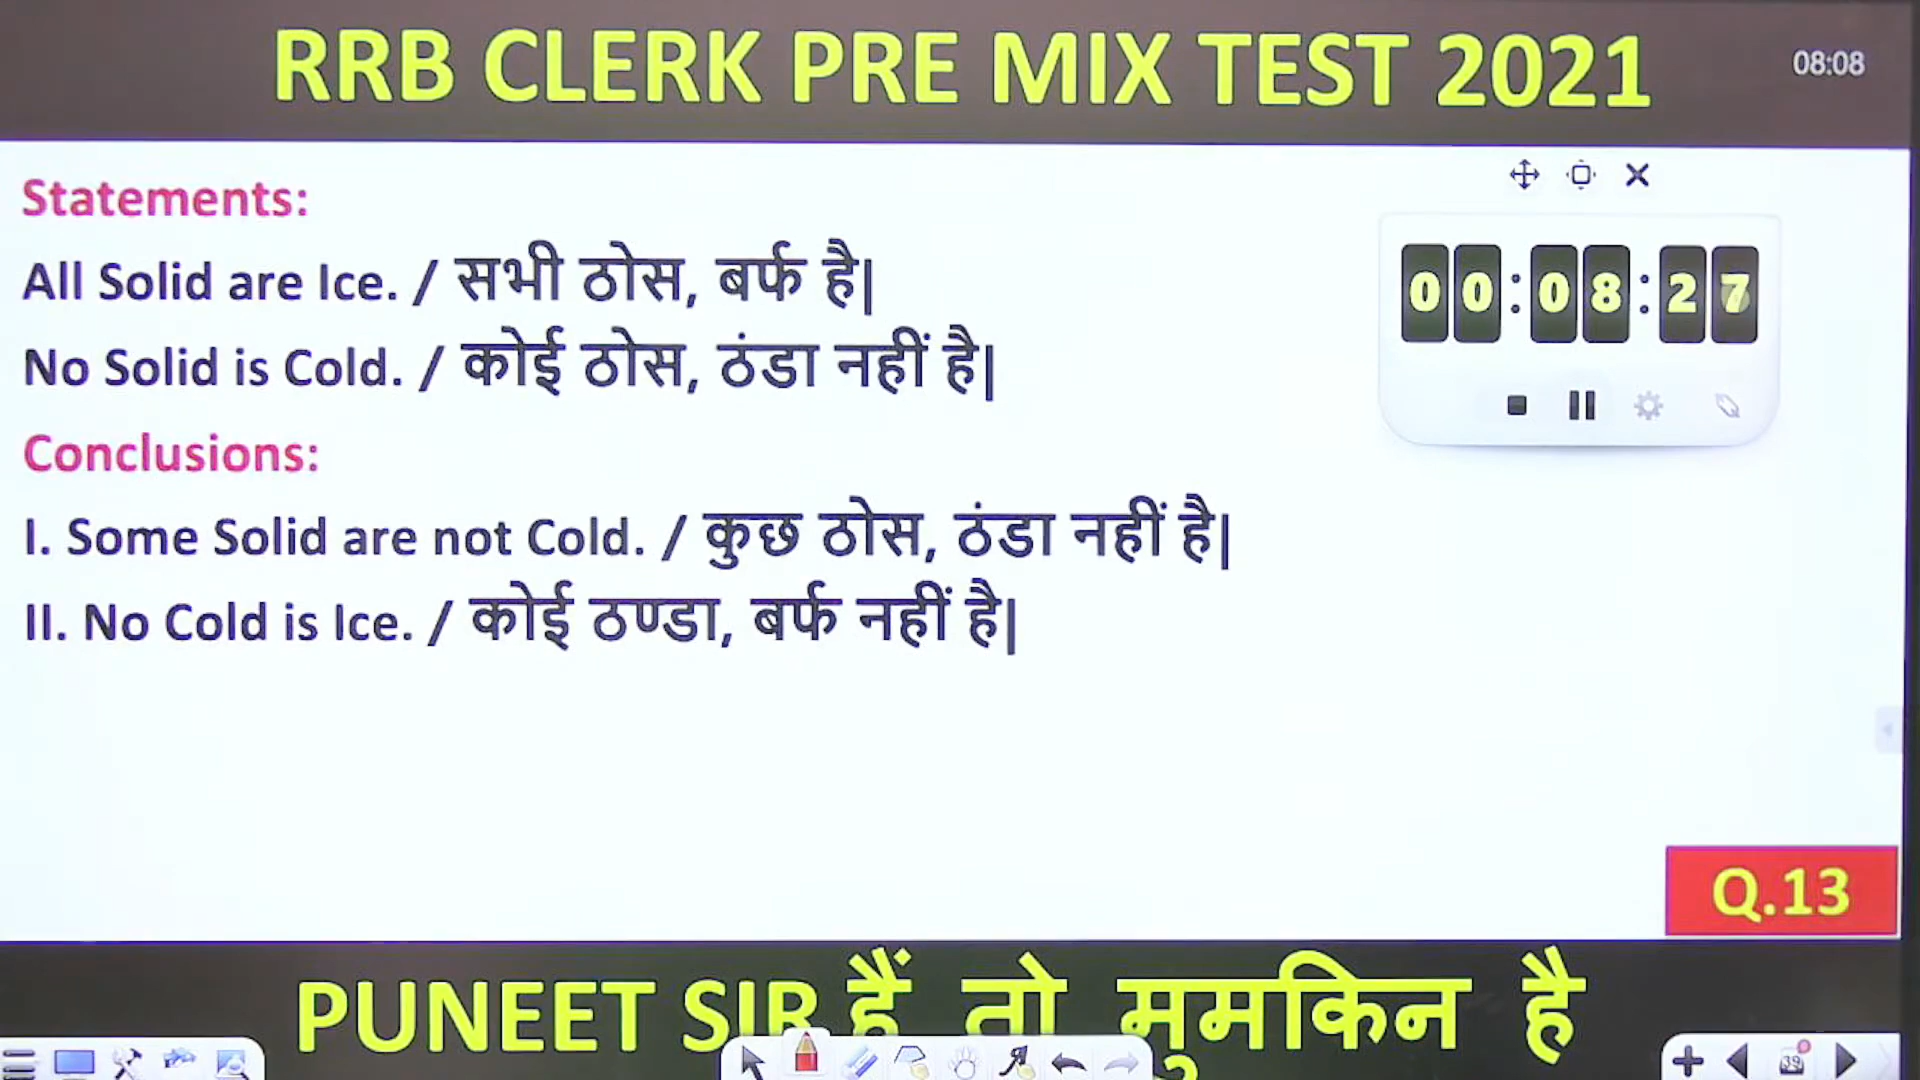 RRB CLERK PRE MIX TEST 2021
08:08
Statements:
All Solid are Ice. / सभी ठोस, बर्फ है|
No Solid is Cold. / कोई ठोस, ठंडा नहीं है|
Conclusions:
I. Some Solid are not Cold. / कुछ ठोस, ठंडा नहीं है|
II. No Cold is Ice. / कोई ठण्डा, बर्फ नहीं है|
00:08:27
Q.13
PUNEET SIR हैं तो मुमकिन है
39